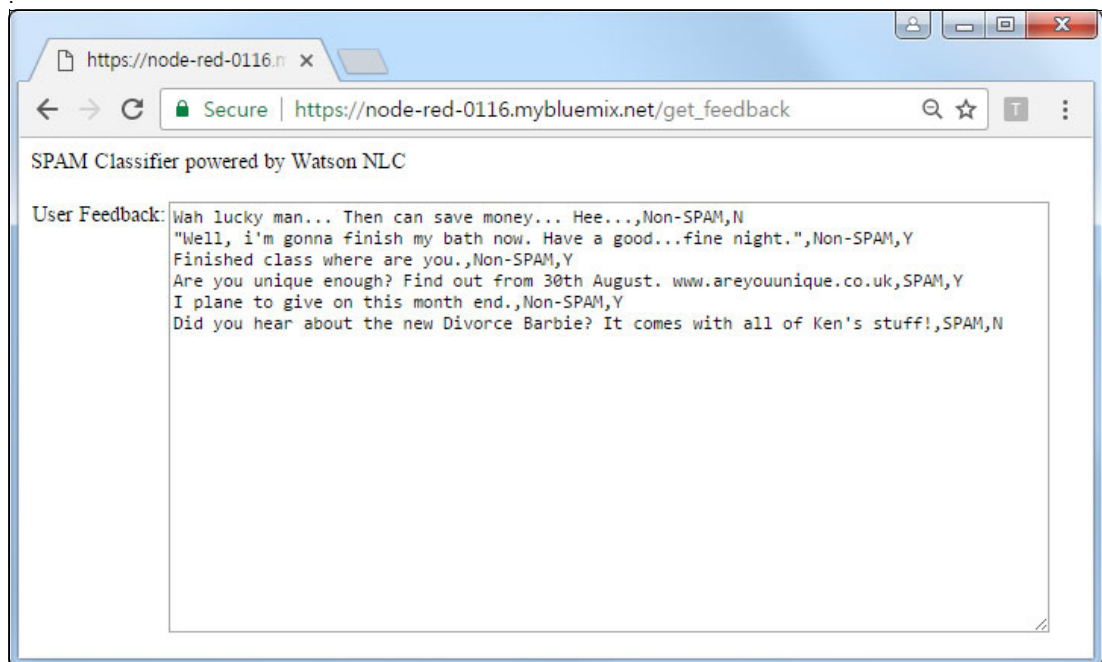 https://node-red-0116.n
Secure | https://node-red-0116.mybluemix.net/get_feedback
T
SPAM Classifier powered by Watson NLC
User Feedback:
Wah lucky man... Then can save money... Hee...,Non-SPAM,N
"Well, i'm gonna finish my bath now. Have a good...fine night.",Non-SPAM,Y
Finished class where are you.,Non-SPAM,Y
Are you unique enough? Find out from 30th August. www.areyouunique.co.uk,SPAM,Y
I plane to give on this month end.,Non-SPAM,Y
Did you hear about the new Divorce Barbie? It comes with all of Ken's stuff!,SPAM,N